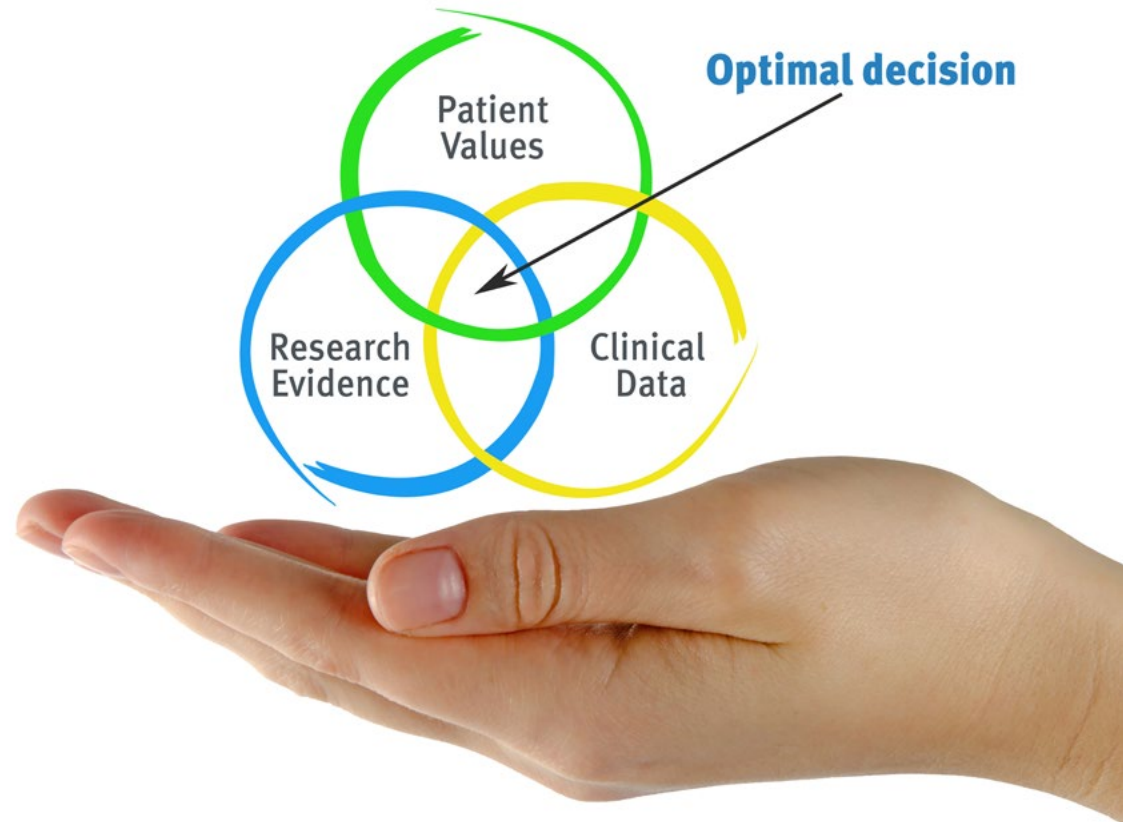 Optimal decision
Patient
Values
Research
Evidence
Clinical
Data